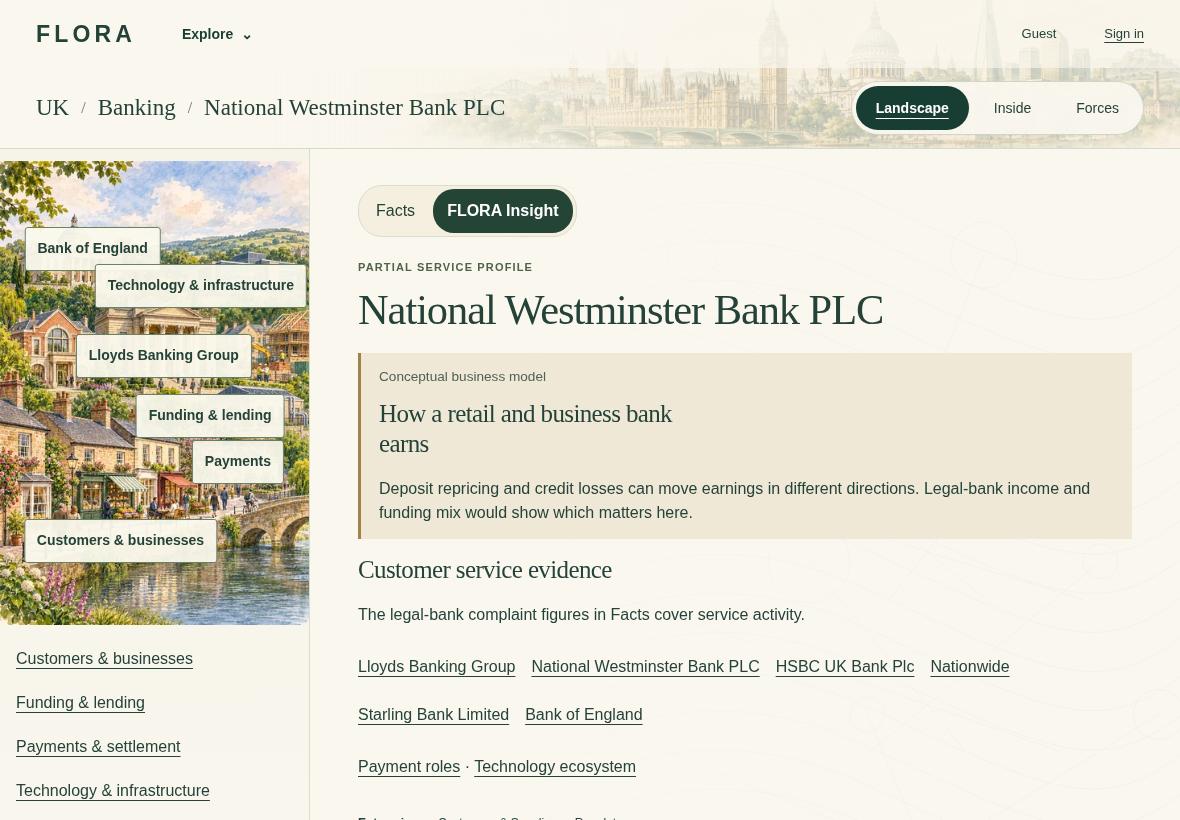 FLORA
Explore
Guest
Sign in
UK / Banking / National Westminster Bank PLC
Landscape
Inside
Forces
Bank of England
Technology & infrastructure
Lloyds Banking Group
Funding & lending
Payments
Customers & businesses
Customers & businesses
Funding & lending
Payments & settlement
Technology & infrastructure
Facts
FLORA Insight
PARTIAL SERVICE PROFILE
National Westminster Bank PLC
Conceptual business model
How a retail and business bank
earns
Deposit repricing and credit losses can move earnings in different directions. Legal-bank income and
funding mix would show which matters here.
Customer service evidence
The legal-bank complaint figures in Facts cover service activity.
Lloyds Banking Group National Westminster Bank PLC HSBC UK Bank Plc Nationwide
Starling Bank Limited Bank of England
Payment roles · Technology ecosystem